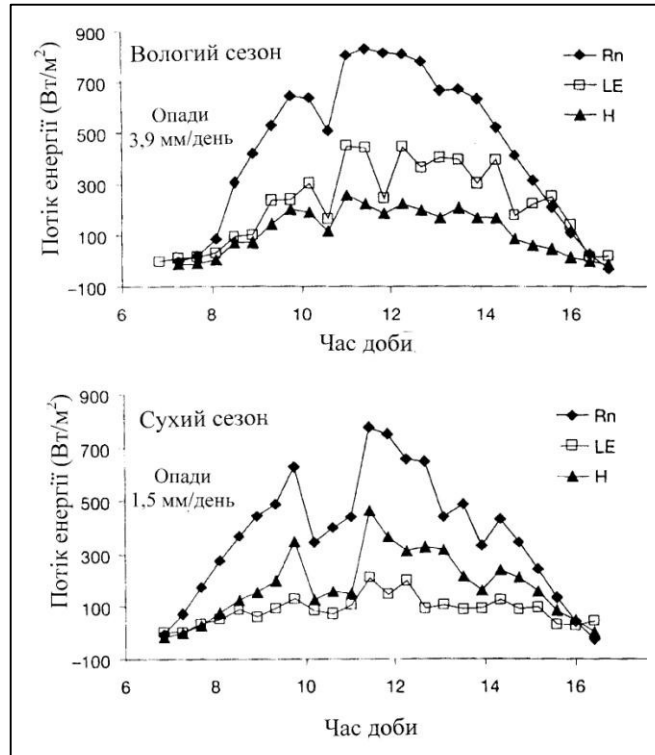 Потік енергії (Вт/м²)
900
700
500
300
100
−100
Вологий сезон
Опади
3,9 мм/день
Rn
LE
H
6
8
10
12
14
16
Час доби
Потік енергії (Вт/м²)
900
700
500
300
100
−100
Сухий сезон
Опади
1,5 мм/день
Rn
LE
H
6
8
10
12
14
16
Час доби